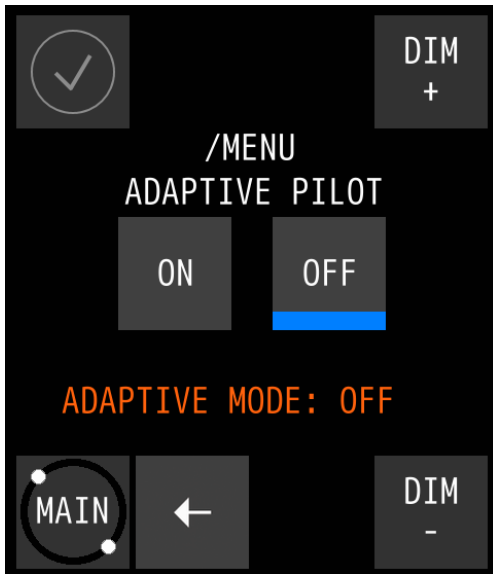 DIM
+
/MENU
ADAPTIVE PILOT
ON OFF
ADAPTIVE MODE: OFF
MAIN ← DIM
-